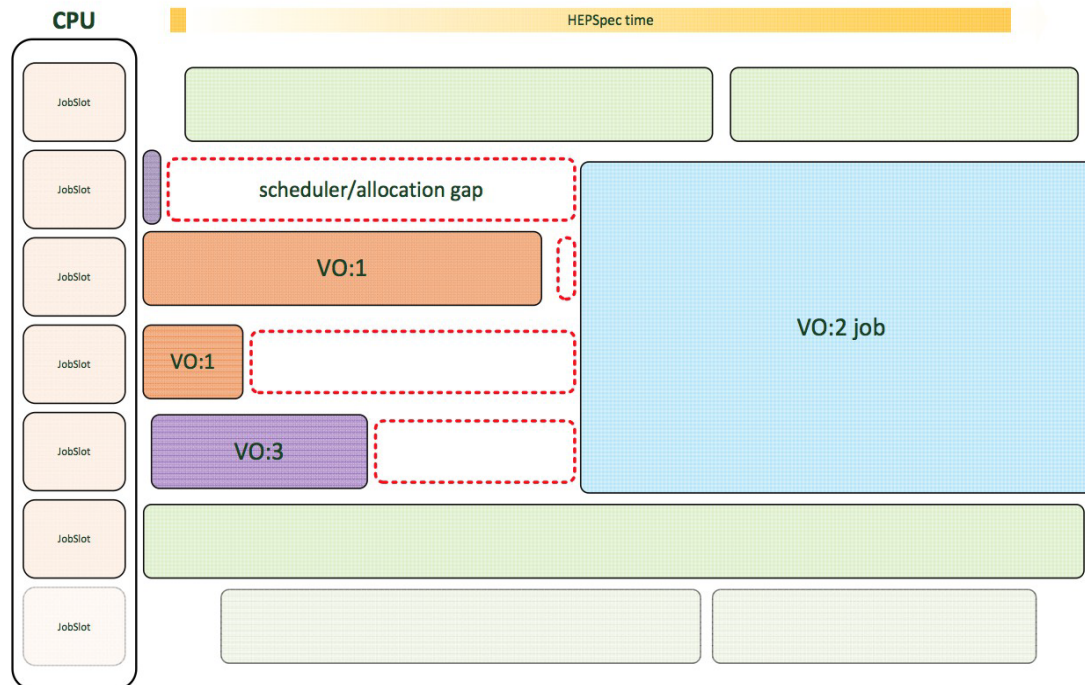 CPU
HEPSpec time
JobSlot
JobSlot
scheduler/allocation gap
JobSlot
VO:1
VO:2 job
JobSlot
VO:1
JobSlot
VO:3
JobSlot
JobSlot